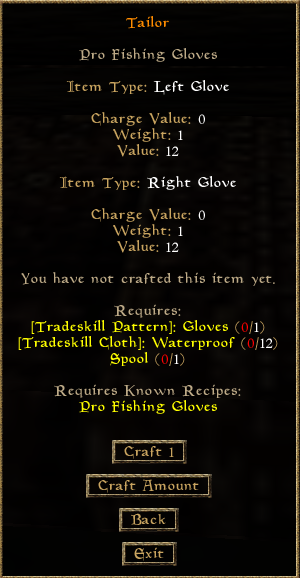 Tailor
Pro Fishing Gloves
Item Type: Left Glove
Charge Value: 0
Weight: 1
Value: 12
Item Type: Right Glove
Charge Value: 0
Weight: 1
Value: 12
You have not crafted this item yet.
Requires:
[Tradeskill Pattern]: Gloves (0/1)
[Tradeskill Cloth]: Waterproof (0/12)
Spool (0/1)
Requires Known Recipes:
Pro Fishing Gloves
Craft 1
Craft Amount
Back
Exit